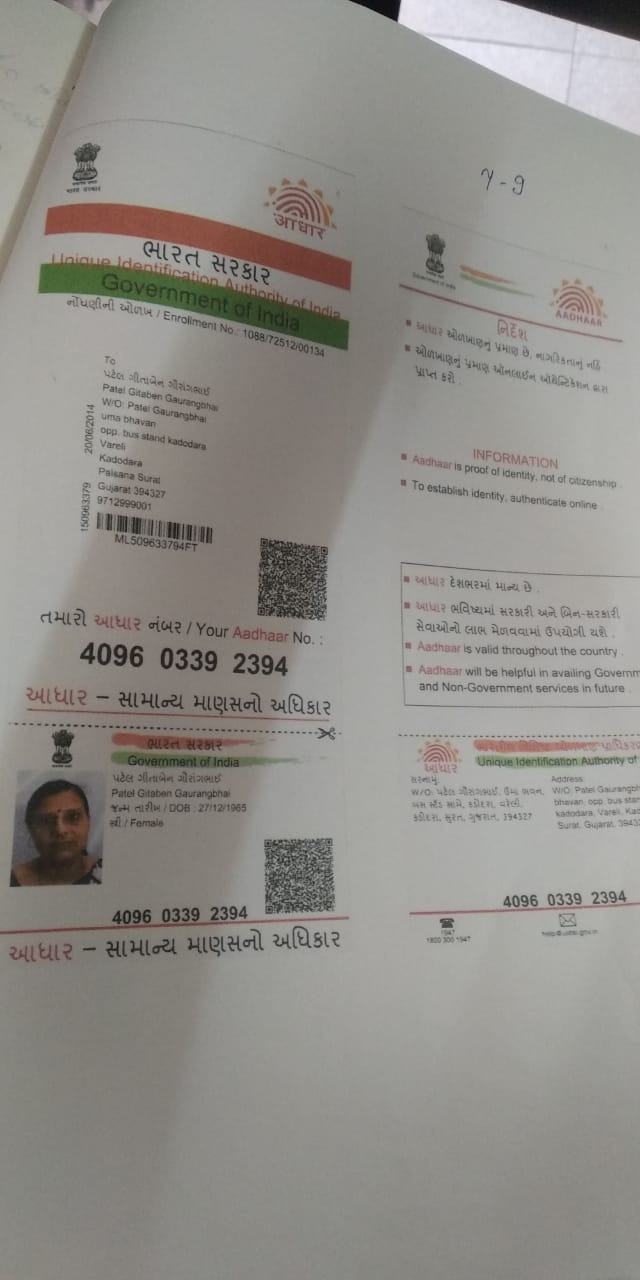 γ-9
भारत सरकार
आधार
ભારત સરકાર
Unique Identification Authority of India
Government of India
નોંધણીની ઓળખ / Enrollment No.: 1088/72512/00134
To
પટેલ ગીતાબેન ગૌરાંગભાઈ
Patel Gitaben Gaurangbhai
W/O: Patel Gaurangbhai
uma bhavan
opp. bus stand kadodara
Vareli
Kadodara
Palsana Surat
Gujarat 394327
9712999001
20/06/2014
150963379
ML509633794FT
તમારો આધાર નંબર / Your Aadhaar No. :
4096 0339 2394
આધાર – સામાન્ય માણસનો અધિકાર
Government of India
AADHAAR
નિર્દેશ
આધાર ઓળખાણનું પ્રમાણ છે, નાગરિકતાનું નહિ
ઓળખાણનું પ્રમાણ ઓનલાઈન ઓથેન્ટિકેશન દ્વારા
પ્રાપ્ત કરો .
INFORMATION
Aadhaar is proof of identity, not of citizenship .
To establish identity, authenticate online .
આધાર દેશભરમાં માન્ય છે .
આધાર ભવિષ્યમાં સરકારી અને બિન-સરકારી
સેવાઓનો લાભ મેળવવામાં ઉપયોગી થશે .
Aadhaar is valid throughout the country .
Aadhaar will be helpful in availing Governm
and Non-Government services in future .
ભારત સરકાર
Government of India
પટેલ ગીતાબેન ગૌરાંગભાઈ
Patel Gitaben Gaurangbhai
જન્મ તારીખ / DOB : 27/12/1965
સ્ત્રી / Female
4096 0339 2394
આધાર – સામાન્ય માણસનો અધિકાર
આધાર
Unique Identification Authority of
સરનામું:
W/O: પટેલ ગૌરાંગભાઈ, ઉમા ભવન,
બસ સ્ટેંડ સામે, કડોદરા, વરેલી,
કડોદરા, સુરત, ગુજરાત, 394327
Address:
W/O: Patel Gaurangbh
bhavan, opp. bus stan
kadodara, Vareli, Kad
Surat, Gujarat, 39432
4096 0339 2394
1947
1800 300 1947
help@uidai.gov.in